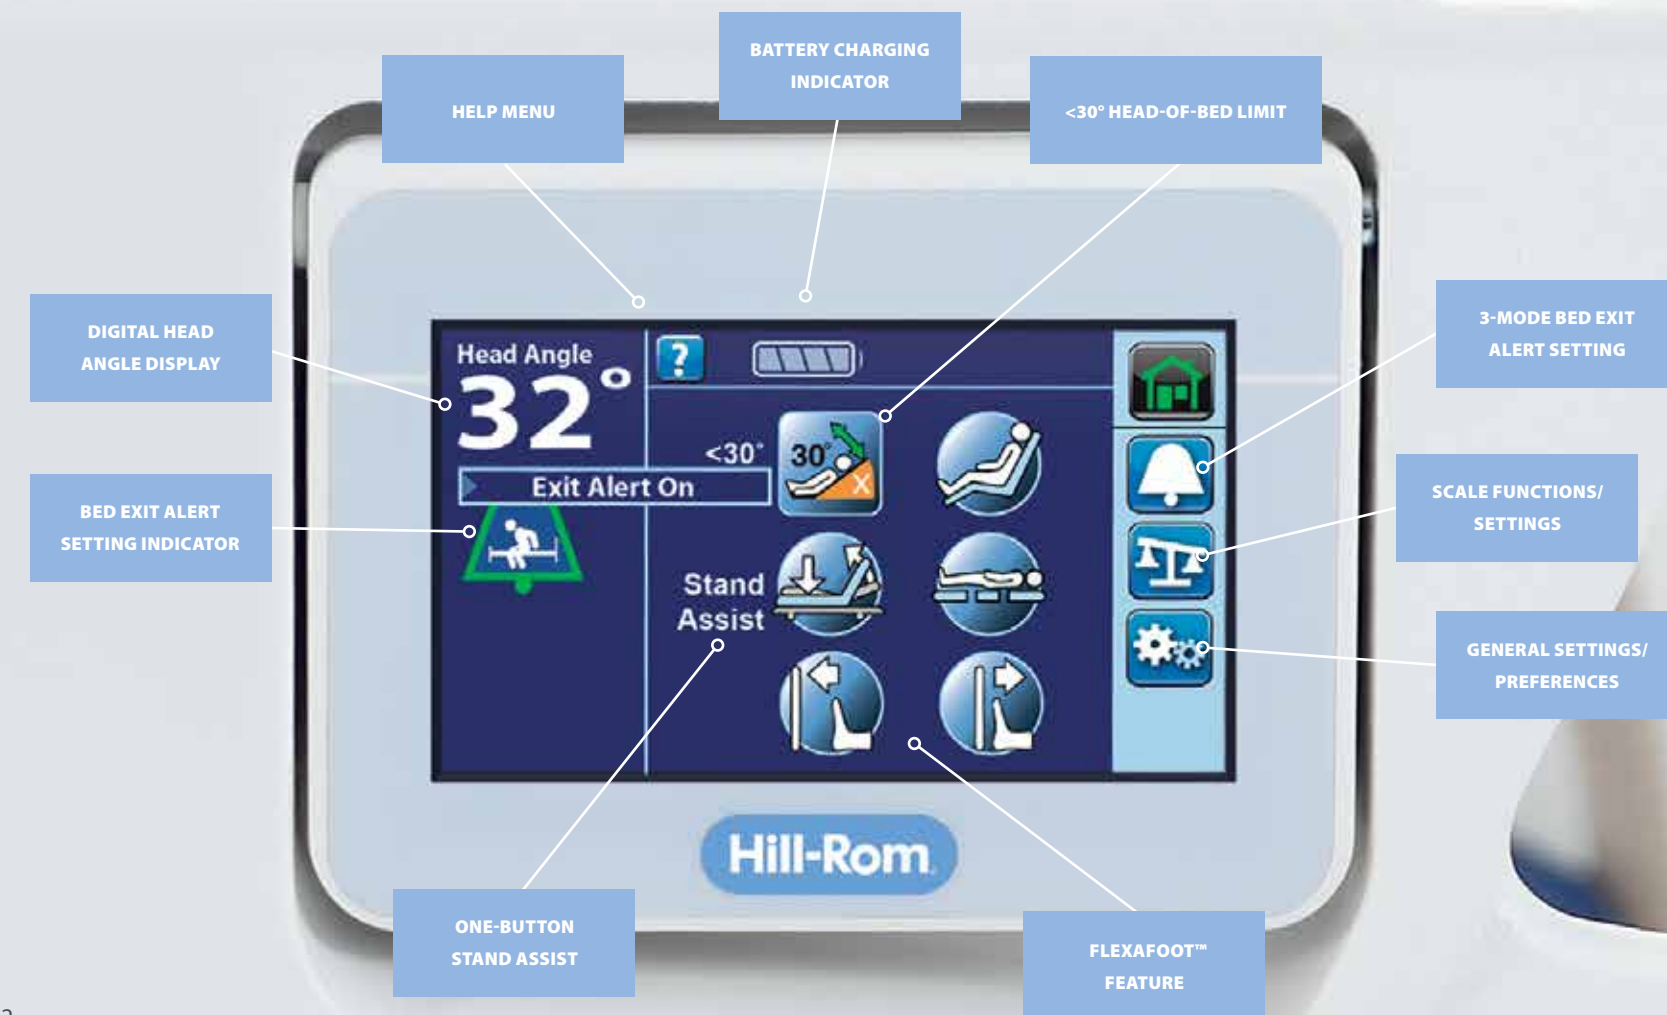 HELP MENU
BATTERY CHARGING
INDICATOR
<30° HEAD-OF-BED LIMIT
DIGITAL HEAD
ANGLE DISPLAY
3-MODE BED EXIT
ALERT SETTING
Head Angle
32°
?
<30°
30°
X
Exit Alert On
BED EXIT ALERT
SETTING INDICATOR
SCALE FUNCTIONS/
SETTINGS
Stand
Assist
GENERAL SETTINGS/
PREFERENCES
Hill-Rom
ONE-BUTTON
STAND ASSIST
FLEXAFOOT™
FEATURE